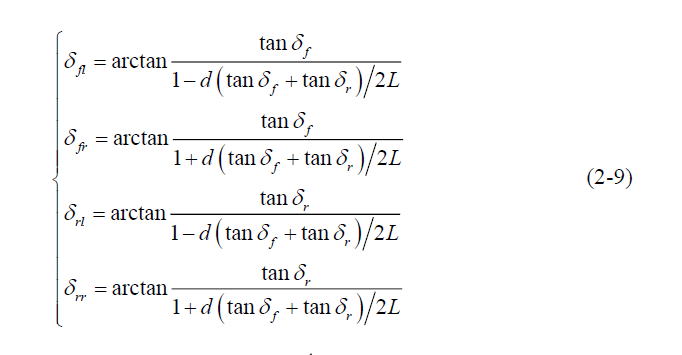 δ_fl = arctan tan δ_f / (1 − d(tan δ_f + tan δ_r)/2L)
δ_fr = arctan tan δ_f / (1 + d(tan δ_f + tan δ_r)/2L)
(2-9)
δ_rl = arctan tan δ_r / (1 − d(tan δ_f + tan δ_r)/2L)
δ_rr = arctan tan δ_r / (1 + d(tan δ_f + tan δ_r)/2L)